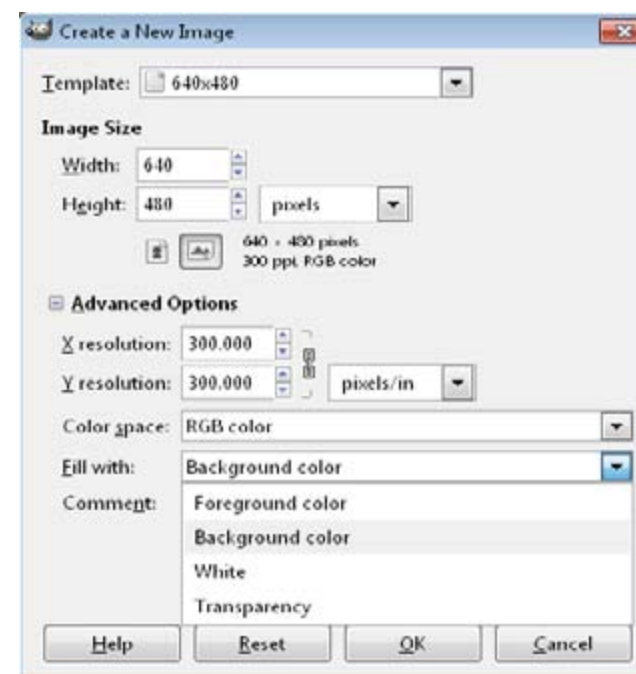 Create a New Image
Template: 640x480
Image Size
Width: 640
Height: 480 pixels
640 × 480 pixels
300 ppi, RGB color
Advanced Options
X resolution: 300.000
Y resolution: 300.000 pixels/in
Color space: RGB color
Fill with: Background color
Comment: Foreground color
Background color
White
Transparency
Help Reset OK Cancel